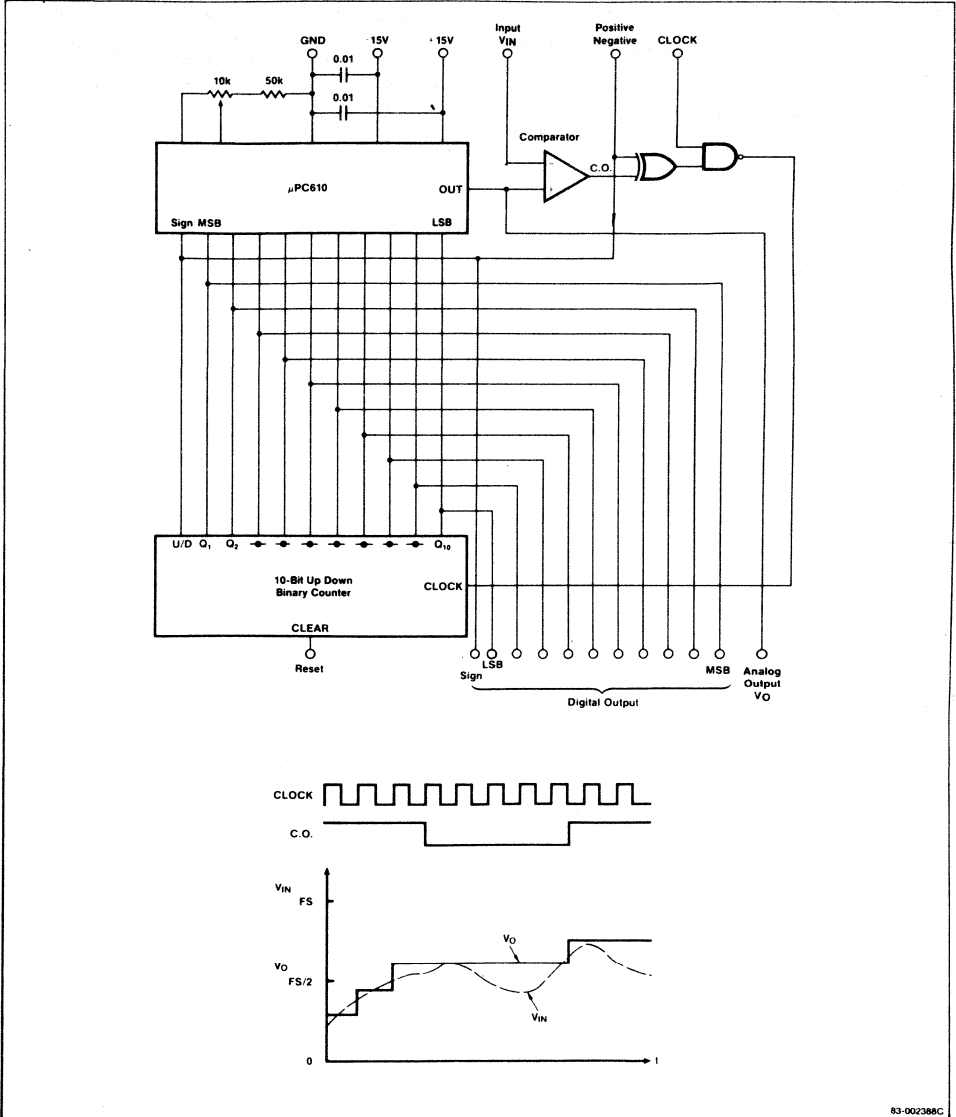 Input Positive
GND -15V +15V VIN Negative CLOCK
0.01
10k 50k
0.01
Comparator
C.O.
μPC610
OUT
Sign MSB LSB
U/D Q1 Q2 Q10
10-Bit Up Down
Binary Counter
CLOCK
CLEAR
Reset
Sign LSB MSB Analog
Output
VO
Digital Output
CLOCK
C.O.
VIN
FS
VO
VO
FS/2
VIN
0 t
83-002388C